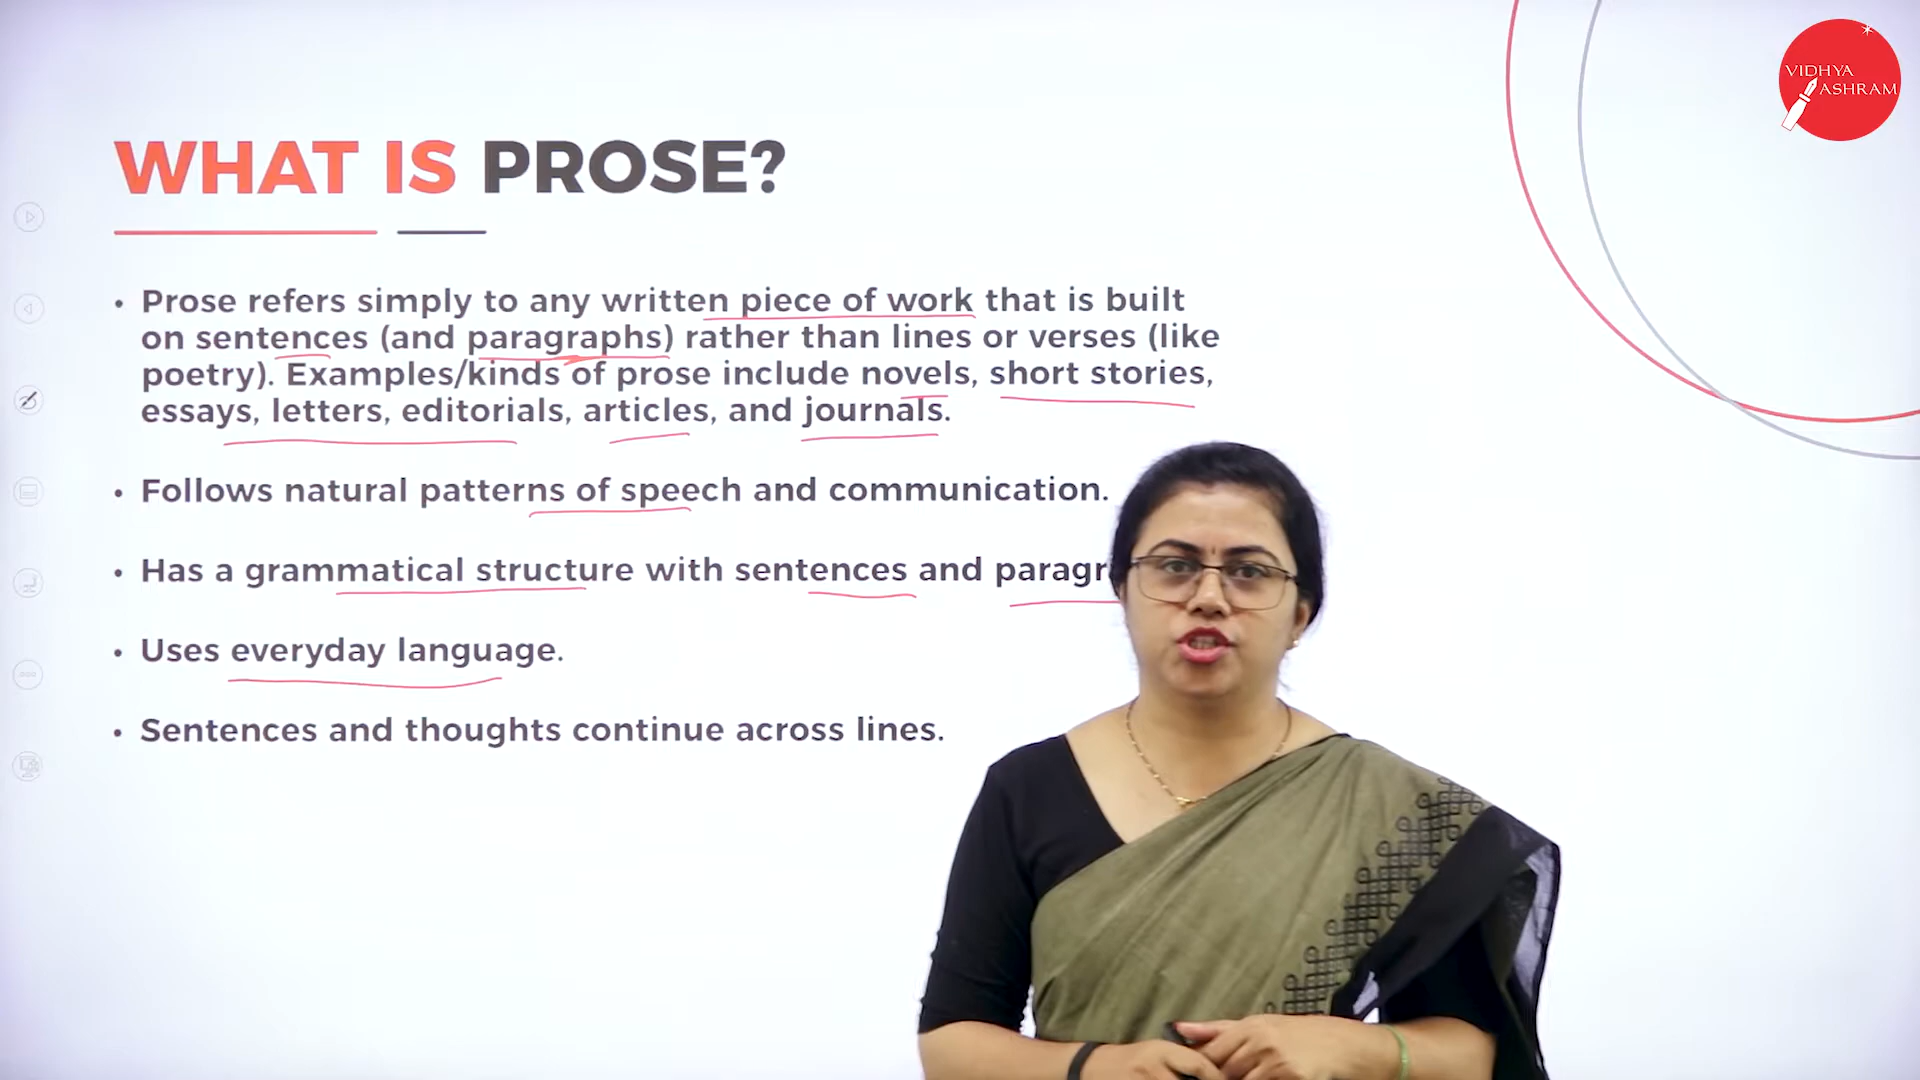 VIDHYA
ASHRAM
WHAT IS PROSE?
• Prose refers simply to any written piece of work that is built
on sentences (and paragraphs) rather than lines or verses (like
poetry). Examples/kinds of prose include novels, short stories,
essays, letters, editorials, articles, and journals.
• Follows natural patterns of speech and communication.
• Has a grammatical structure with sentences and paragr
• Uses everyday language.
• Sentences and thoughts continue across lines.